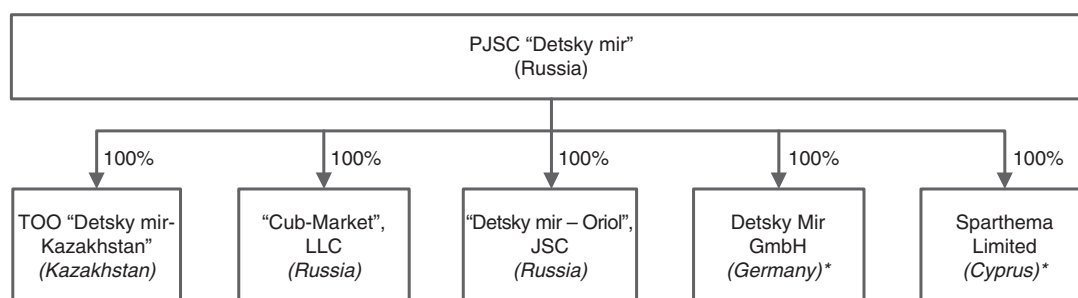 PJSC “Detsky mir”
(Russia)
100%
100%
100%
100%
100%
TOO “Detsky mir-
Kazakhstan”
(Kazakhstan)
“Cub-Market”,
LLC
(Russia)
“Detsky mir – Oriol”,
JSC
(Russia)
Detsky Mir
GmbH
(Germany)*
Sparthema
Limited
(Cyprus)*